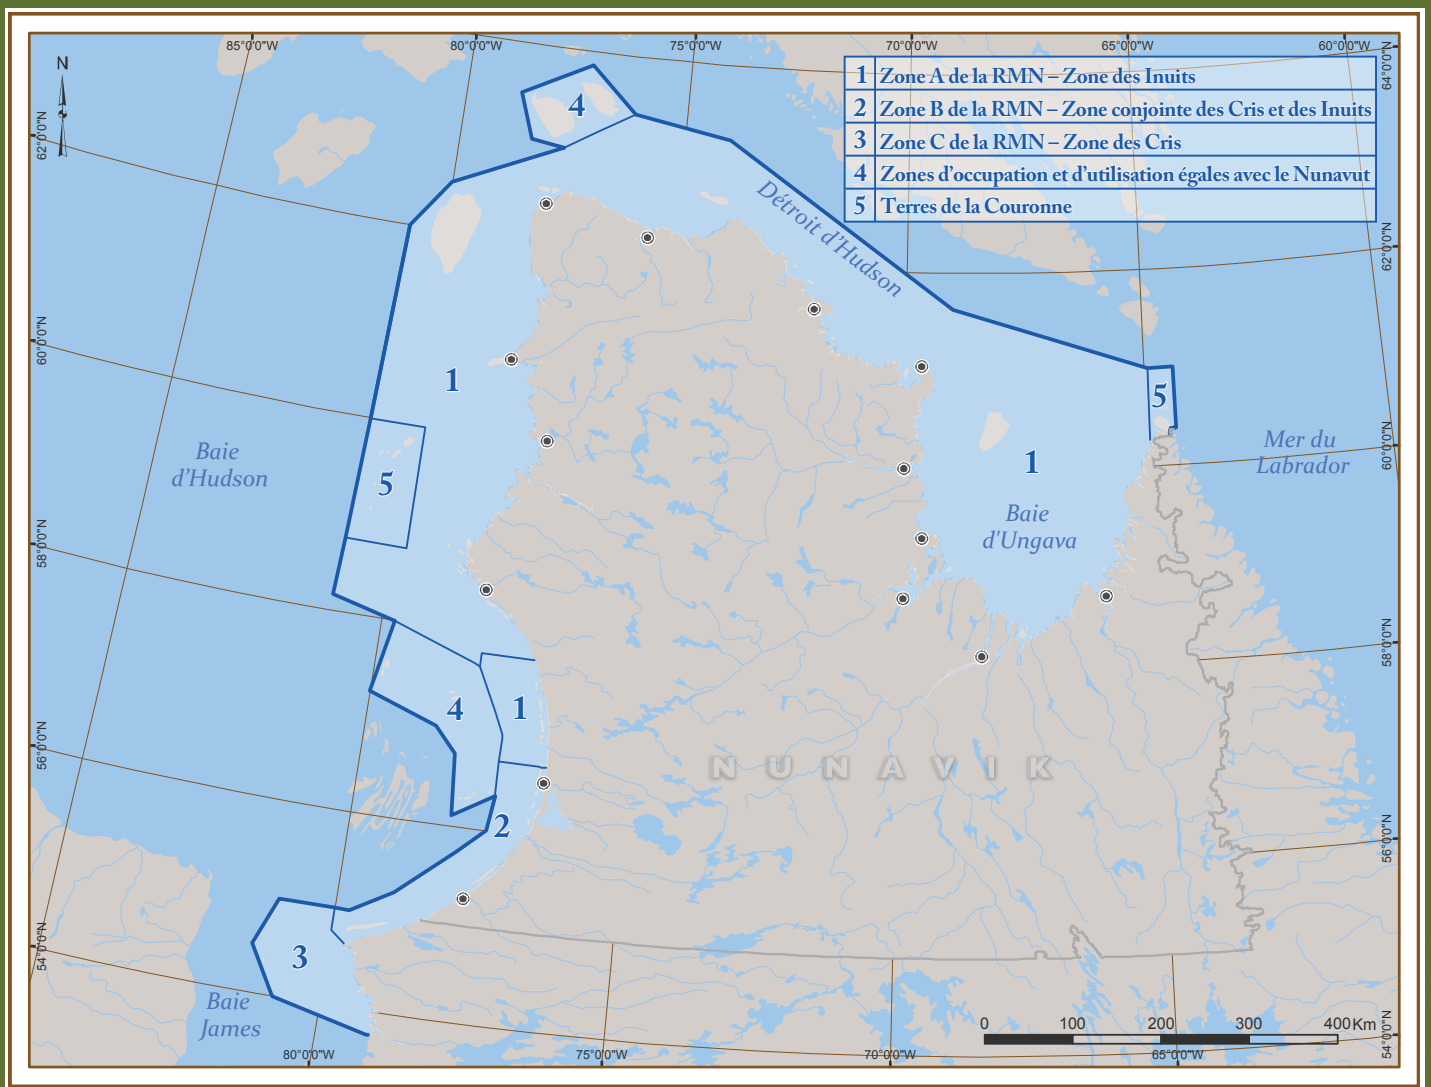 85°0'0"W
80°0'0"W
75°0'0"W
70°0'0"W
65°0'0"W
60°0'0"W
N
1 Zone A de la RMN – Zone des Inuits
2 Zone B de la RMN – Zone conjointe des Cris et des Inuits
3 Zone C de la RMN – Zone des Cris
4 Zones d’occupation et d’utilisation égales avec le Nunavut
5 Terres de la Couronne
64°0'0"N
62°0'0"N
62°0'0"N
60°0'0"N
60°0'0"N
58°0'0"N
58°0'0"N
56°0'0"N
56°0'0"N
54°0'0"N
54°0'0"N
4
Détroit d’Hudson
1
5
5
1
Baie
d’Hudson
Mer du
Labrador
Baie
d'Ungava
4
1
NUNAVIK
2
3
Baie
James
0 100 200 300 400 Km
80°0'0"W
75°0'0"W
70°0'0"W
65°0'0"W